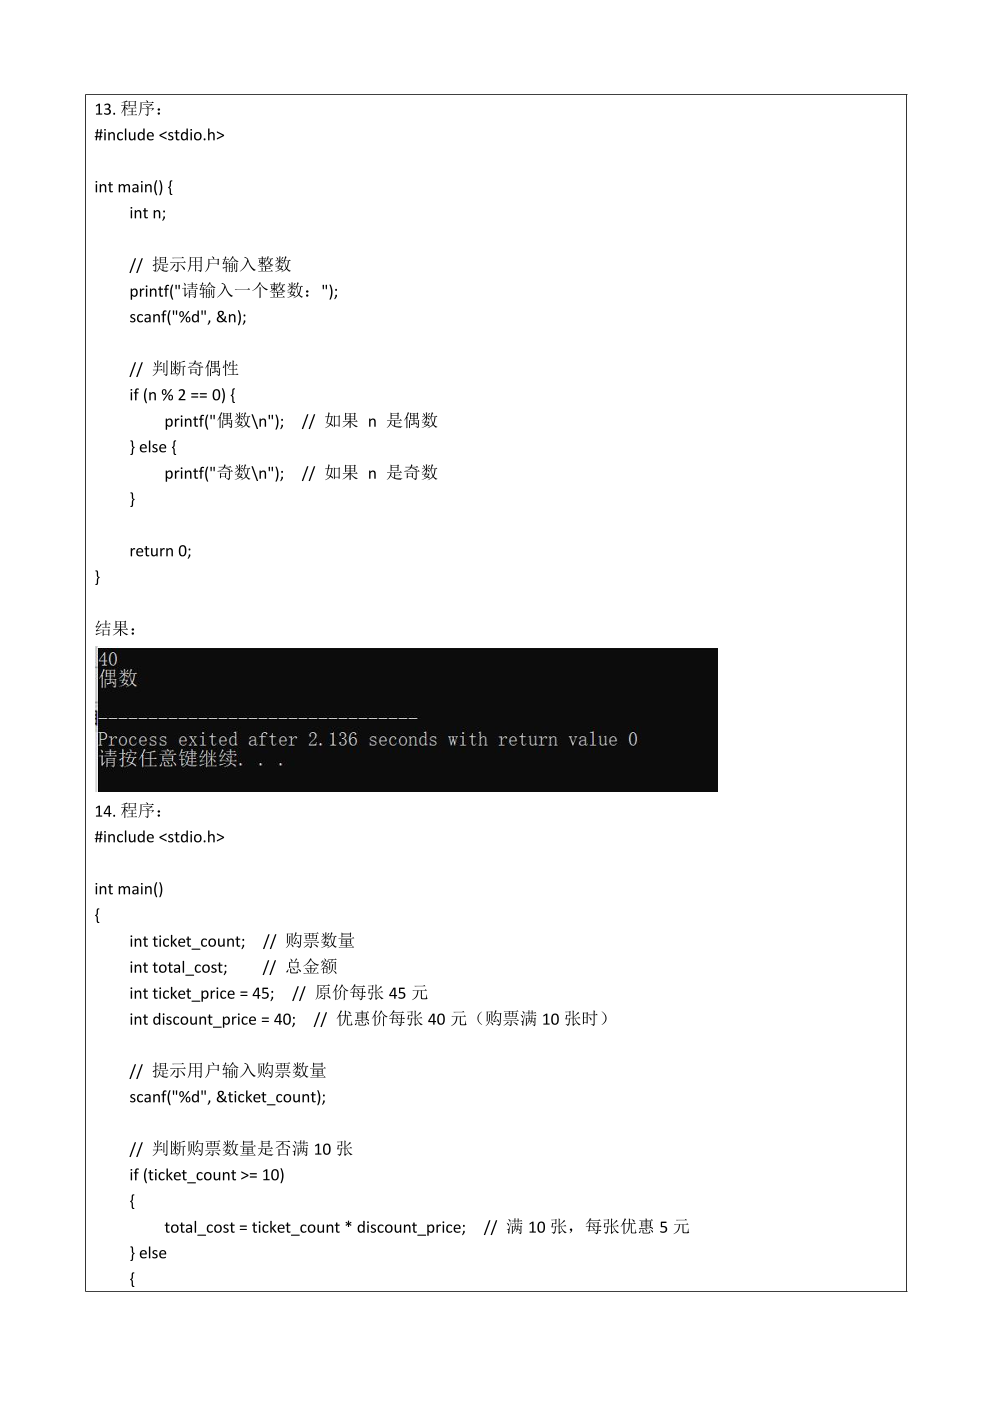 13. 程序：
#include <stdio.h>
int main() {
int n;
// 提示用户输入整数
printf("请输入一个整数：");
scanf("%d", &n);
// 判断奇偶性
if (n % 2 == 0) {
printf("偶数\n"); // 如果 n 是偶数
} else {
printf("奇数\n"); // 如果 n 是奇数
}
return 0;
}
结果：
40
偶数
--------------------------------
Process exited after 2.136 seconds with return value 0
请按任意键继续. . .
14. 程序：
#include <stdio.h>
int main()
{
int ticket_count; // 购票数量
int total_cost; // 总金额
int ticket_price = 45; // 原价每张 45 元
int discount_price = 40; // 优惠价每张 40 元（购票满 10 张时）
// 提示用户输入购票数量
scanf("%d", &ticket_count);
// 判断购票数量是否满 10 张
if (ticket_count >= 10)
{
total_cost = ticket_count * discount_price; // 满 10 张，每张优惠 5 元
} else
{